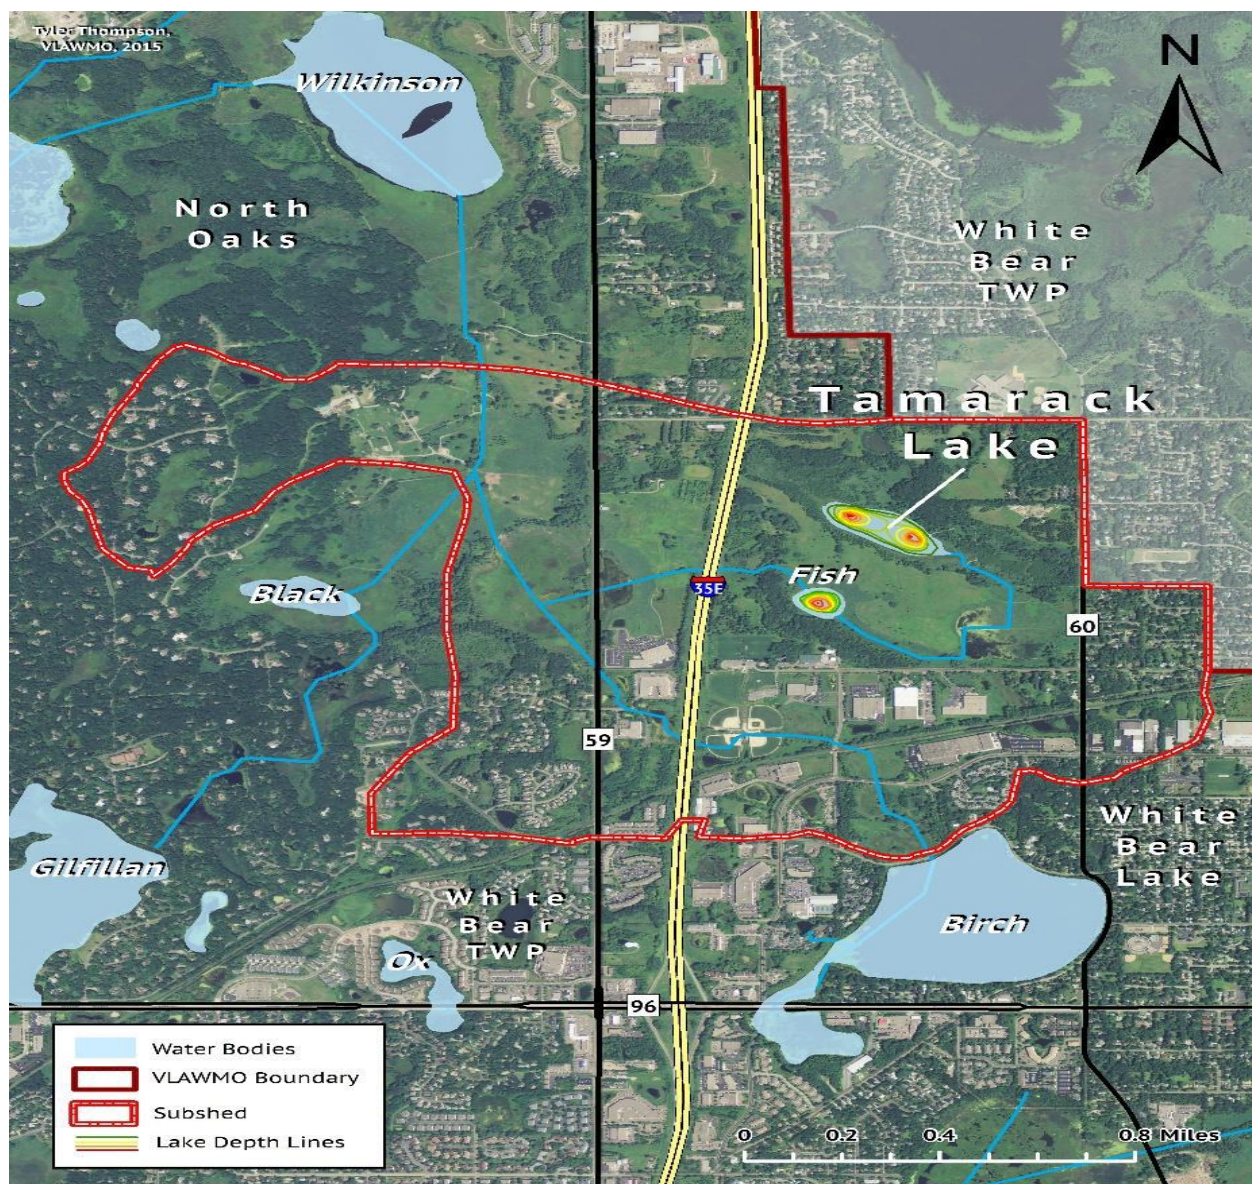 Tyler Thompson,
VLAWMO, 2015
N
Wilkinson
North
Oaks
White
Bear
TWP
Tamarack
Lake
Fish
35E
Black
60
59
White
Bear
Lake
Gilfillan
White
Bear
TWP
Birch
Ox
96
Water Bodies
VLAWMO Boundary
Subshed
Lake Depth Lines
0 0.2 0.4 0.8 Miles